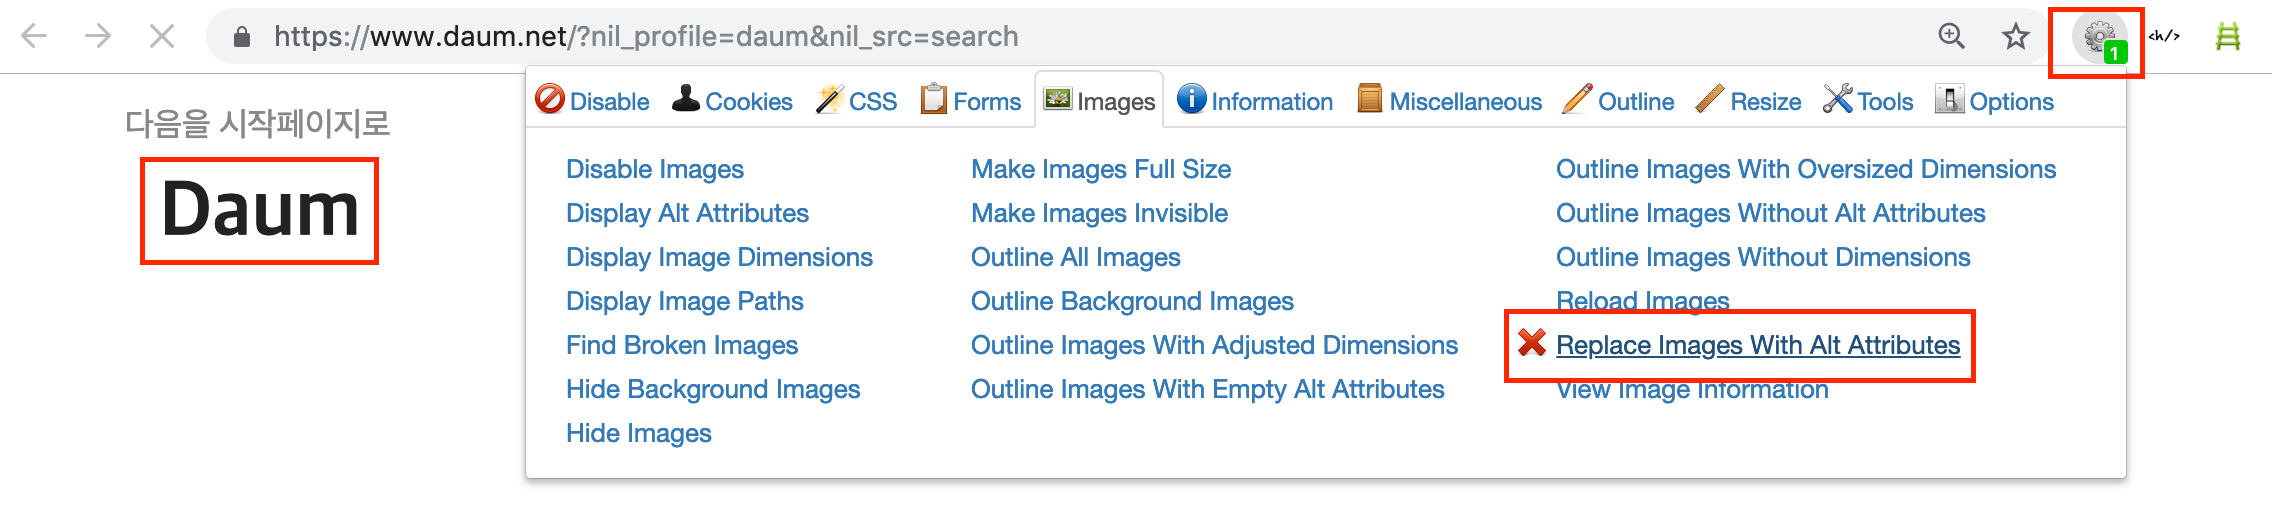 https://www.daum.net/?nil_profile=daum&nil_src=search
1
<h/>
다음을 시작페이지로
Daum
Disable Cookies CSS Forms Images Information Miscellaneous Outline Resize Tools Options
Disable Images
Display Alt Attributes
Display Image Dimensions
Display Image Paths
Find Broken Images
Hide Background Images
Hide Images
Make Images Full Size
Make Images Invisible
Outline All Images
Outline Background Images
Outline Images With Adjusted Dimensions
Outline Images With Empty Alt Attributes
Outline Images With Oversized Dimensions
Outline Images Without Alt Attributes
Outline Images Without Dimensions
Reload Images
Replace Images With Alt Attributes
View Image Information